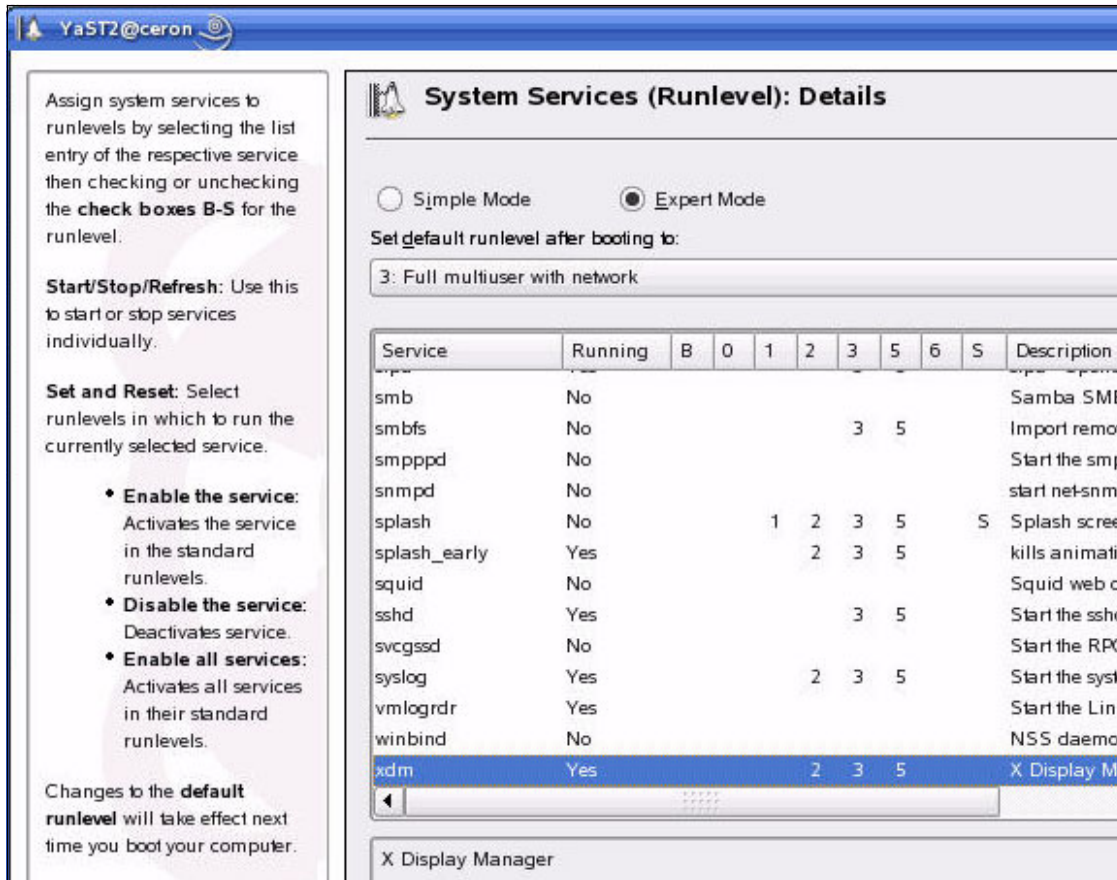 YaST2@ceron
Assign system services to
runlevels by selecting the list
entry of the respective service
then checking or unchecking
the check boxes B-S for the
runlevel.
Start/Stop/Refresh: Use this
to start or stop services
individually.
Set and Reset: Select
runlevels in which to run the
currently selected service.
• Enable the service:
Activates the service
in the standard
runlevels.
• Disable the service:
Deactivates service.
• Enable all services:
Activates all services
in their standard
runlevels.
Changes to the default
runlevel will take effect next
time you boot your computer.
System Services (Runlevel): Details
Simple Mode Expert Mode
Set default runlevel after booting to:
3: Full multiuser with network
Service Running B 0 1 2 3 5 6 S Description
smb No Samba SMB
smbfs No 3 5 Import remo
smpppd No Start the smp
snmpd No start net-snm
splash No 1 2 3 5 S Splash scree
splash_early Yes 2 3 5 kills animati
squid No Squid web c
sshd Yes 3 5 Start the sshd
svcgssd No Start the RPC
syslog Yes 2 3 5 Start the syst
vmlogrdr Yes Start the Lin
winbind No NSS daemo
xdm Yes 2 3 5 X Display M
X Display Manager